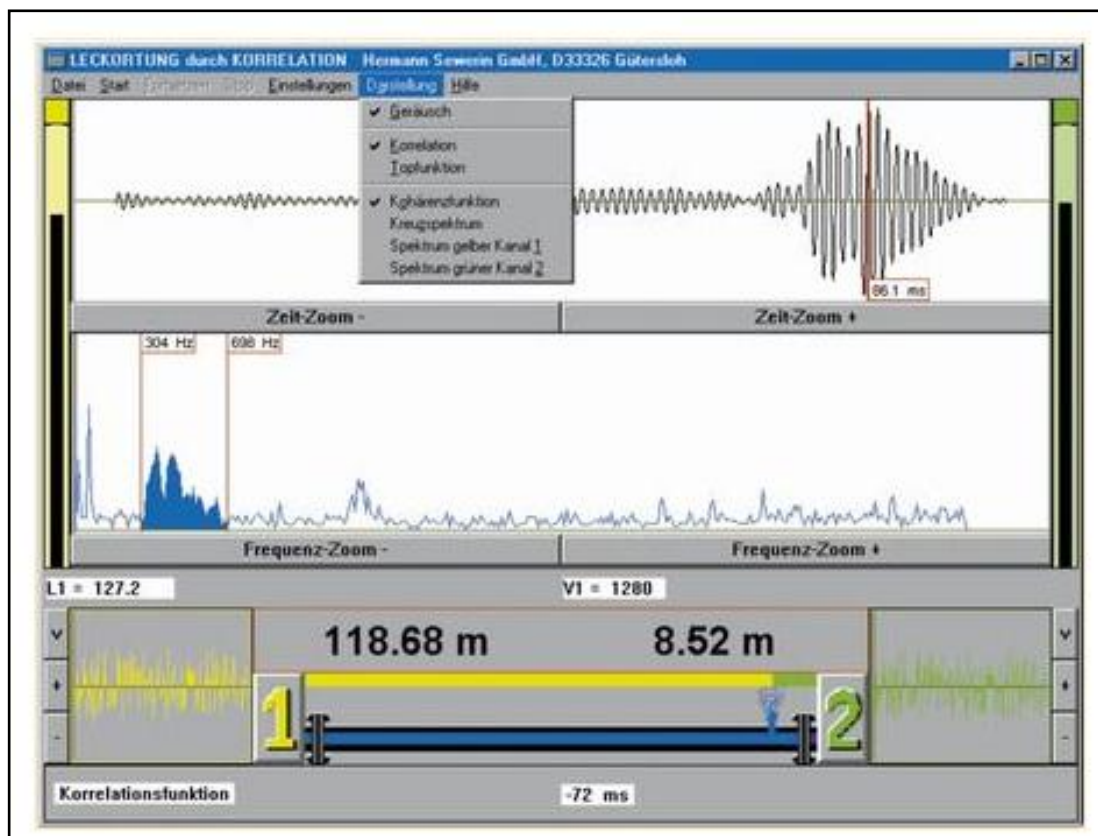 LECKORTUNG durch KORRELATION Hermann Sewerin GmbH, D33326 Gütersloh
Datei Start Fortsetzen Stop Einstellungen Darstellung Hilfe
✓ Geräusch
✓ Korrelation
Topfunktion
✓ Kohärenzfunktion
Kreuzspektrum
Spektrum gelber Kanal 1
Spektrum grüner Kanal 2
86.1 ms
Zeit-Zoom - Zeit-Zoom +
304 Hz 698 Hz
Frequenz-Zoom - Frequenz-Zoom +
L1 = 127.2 V1 = 1280
v 118.68 m 8.52 m v
+ +
1 2
- -
Korrelationsfunktion -72 ms